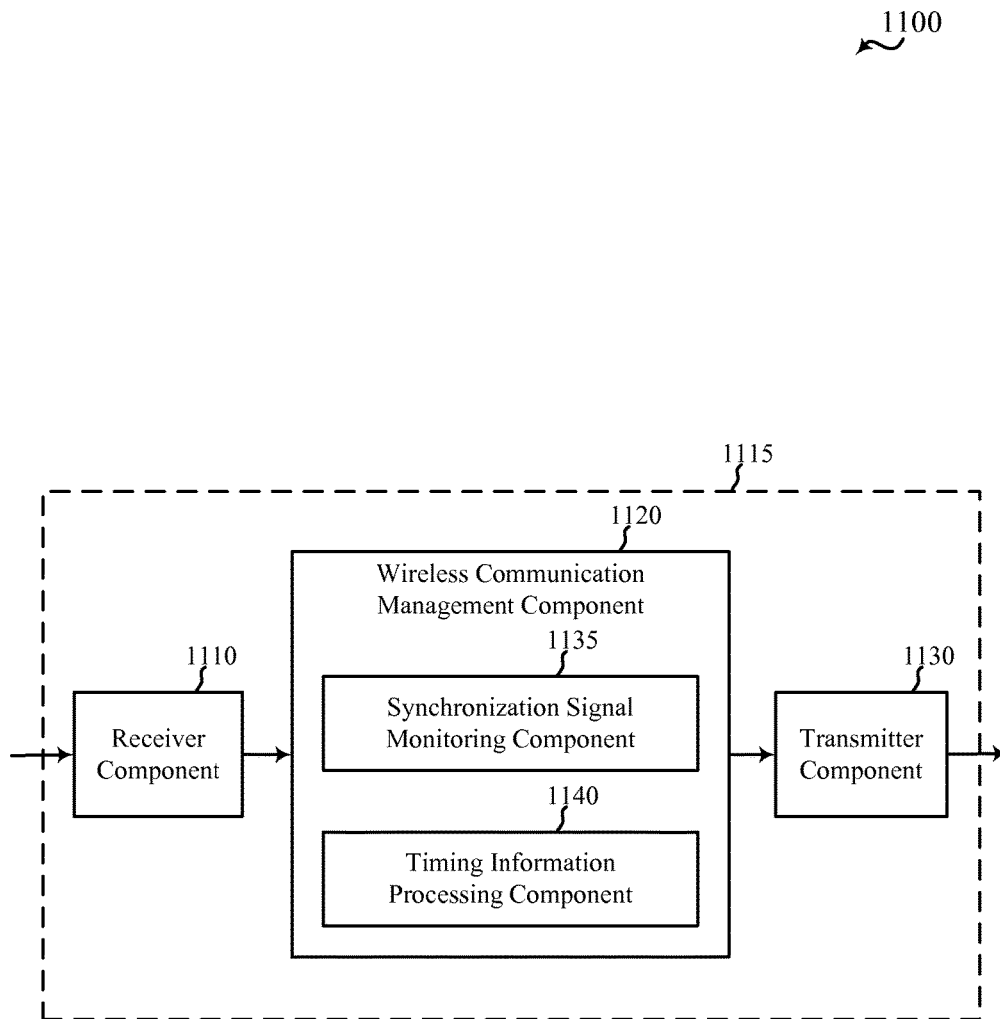 1100
1115
1120
Wireless Communication
Management Component
1135
Synchronization Signal
Monitoring Component
1110
Receiver
Component
1130
Transmitter
Component
1140
Timing Information
Processing Component